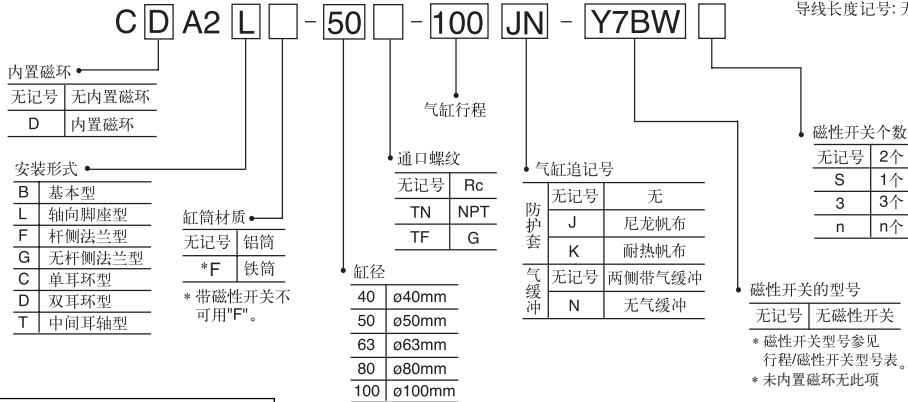 C D A2 L □ - 50 □ - 100 JN - Y7BW □
导线长度记号:
内置磁环
无记号 无内置磁环
D 内置磁环
安装形式
B 基本型
L 轴向脚座型
F 杆侧法兰型
G 无杆侧法兰型
C 单耳环型
D 双耳环型
T 中间耳轴型
缸筒材质
无记号 铝筒
*F 铁筒
* 带磁性开关不
可用"F"。
缸径
40 ø40mm
50 ø50mm
63 ø63mm
80 ø80mm
100 ø100mm
通口螺纹
无记号 Rc
TN NPT
TF G
气缸行程
气缸追记号
防护套
无记号 无
J 尼龙帆布
K 耐热帆布
气缓冲
无记号 两侧带气缓冲
N 无气缓冲
磁性开关的型号
无记号 无磁性开关
* 磁性开关型号参见
行程/磁性开关型号表。
* 未内置磁环无此项
磁性开关个数
无记号 2个
S 1个
3 3个
n n个